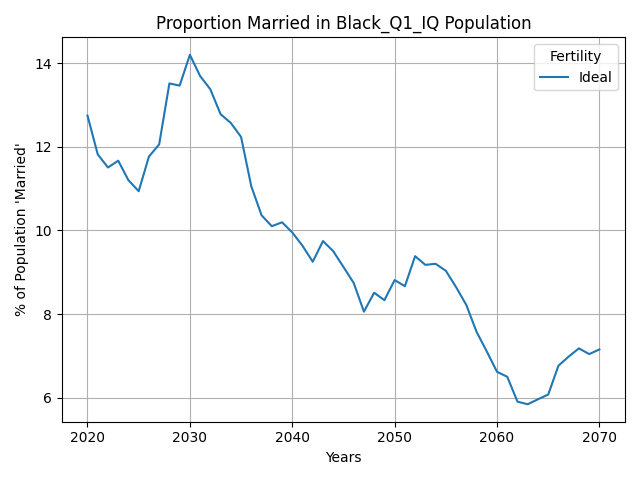 Proportion Married in Black_Q1_IQ Population
Fertility
Ideal
% of Population 'Married'
14
12
10
8
6
2020 2030 2040 2050 2060 2070
Years